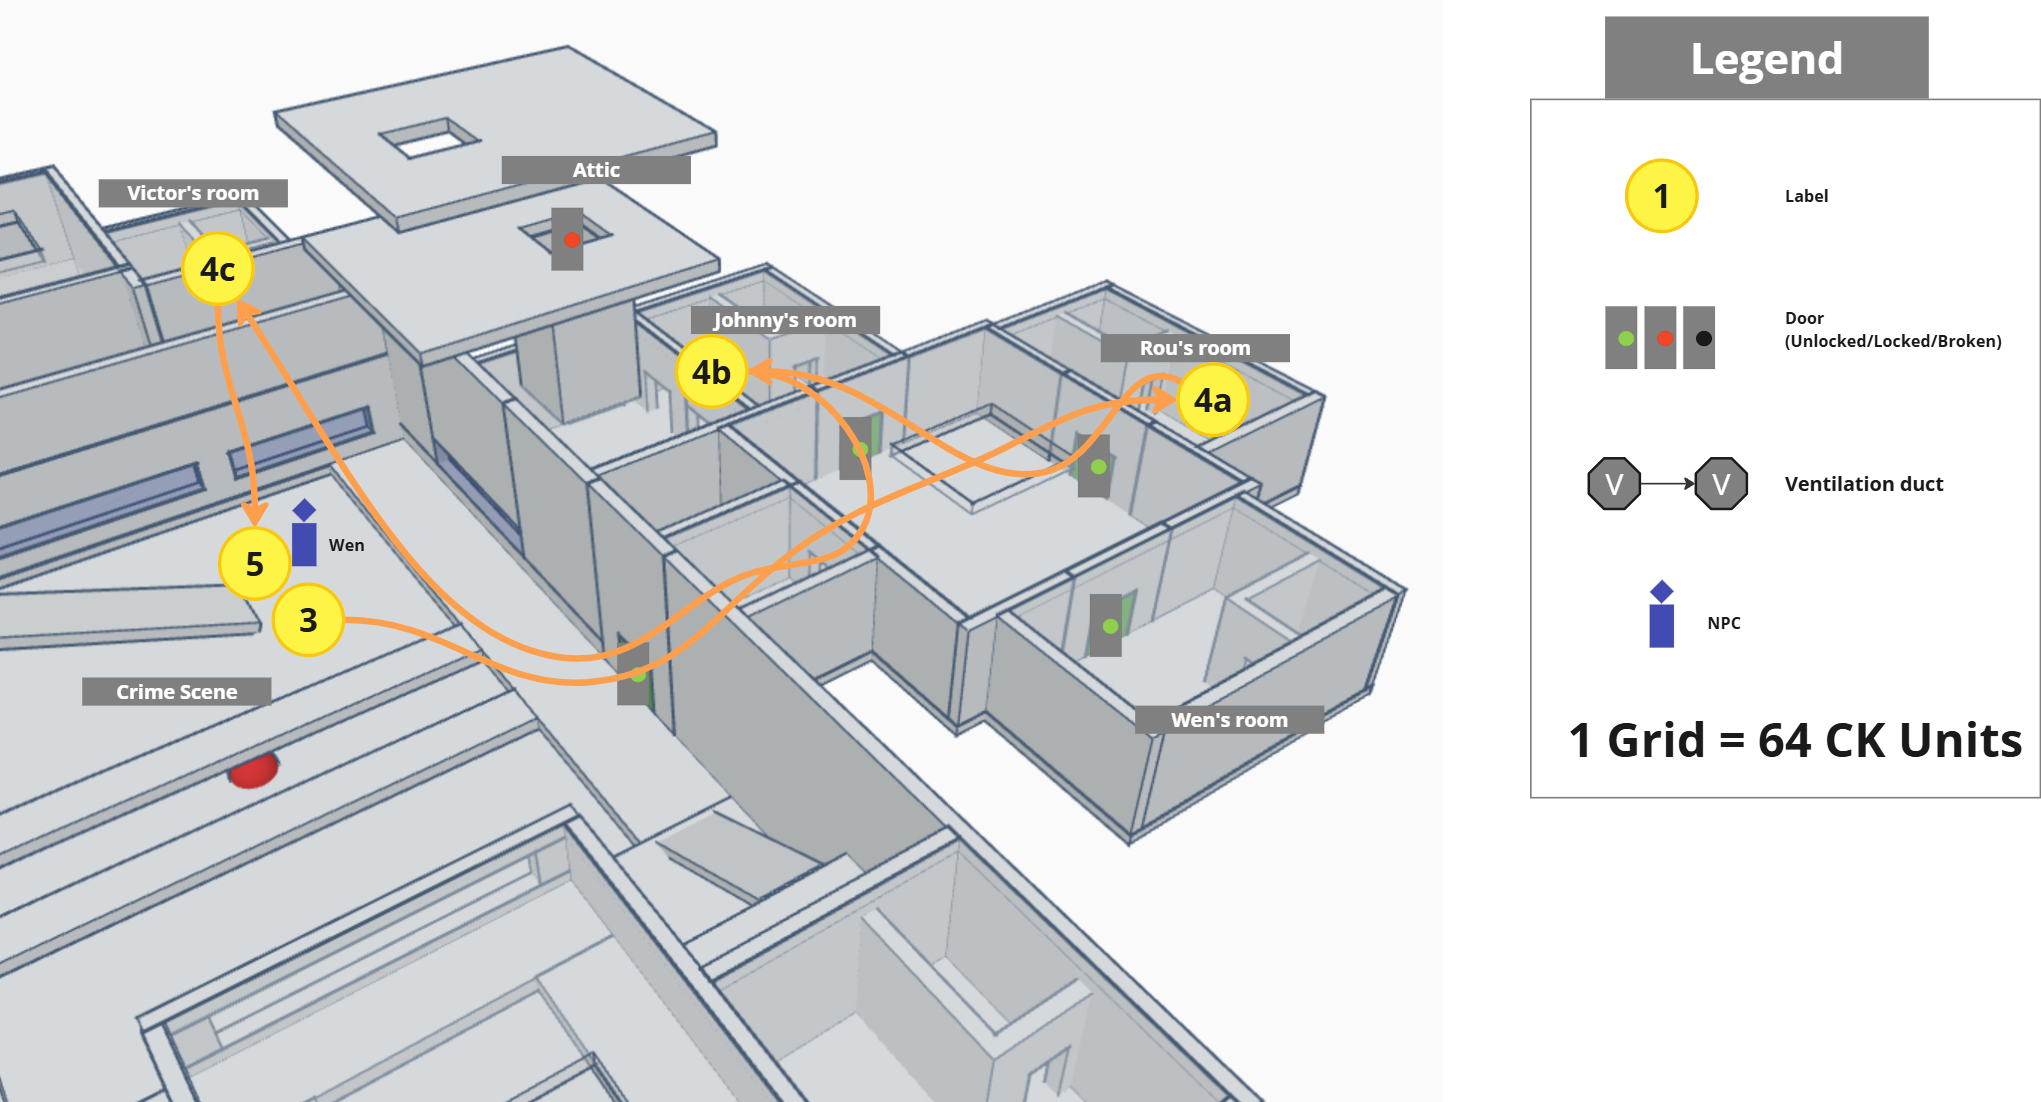 Attic
Victor's room
4c
Johnny's room
4b
Rou's room
4a
Wen
5
3
Crime Scene
Wen's room
Legend
1
Label
Door
(Unlocked/Locked/Broken)
V
V
Ventilation duct
NPC
1 Grid = 64 CK Units